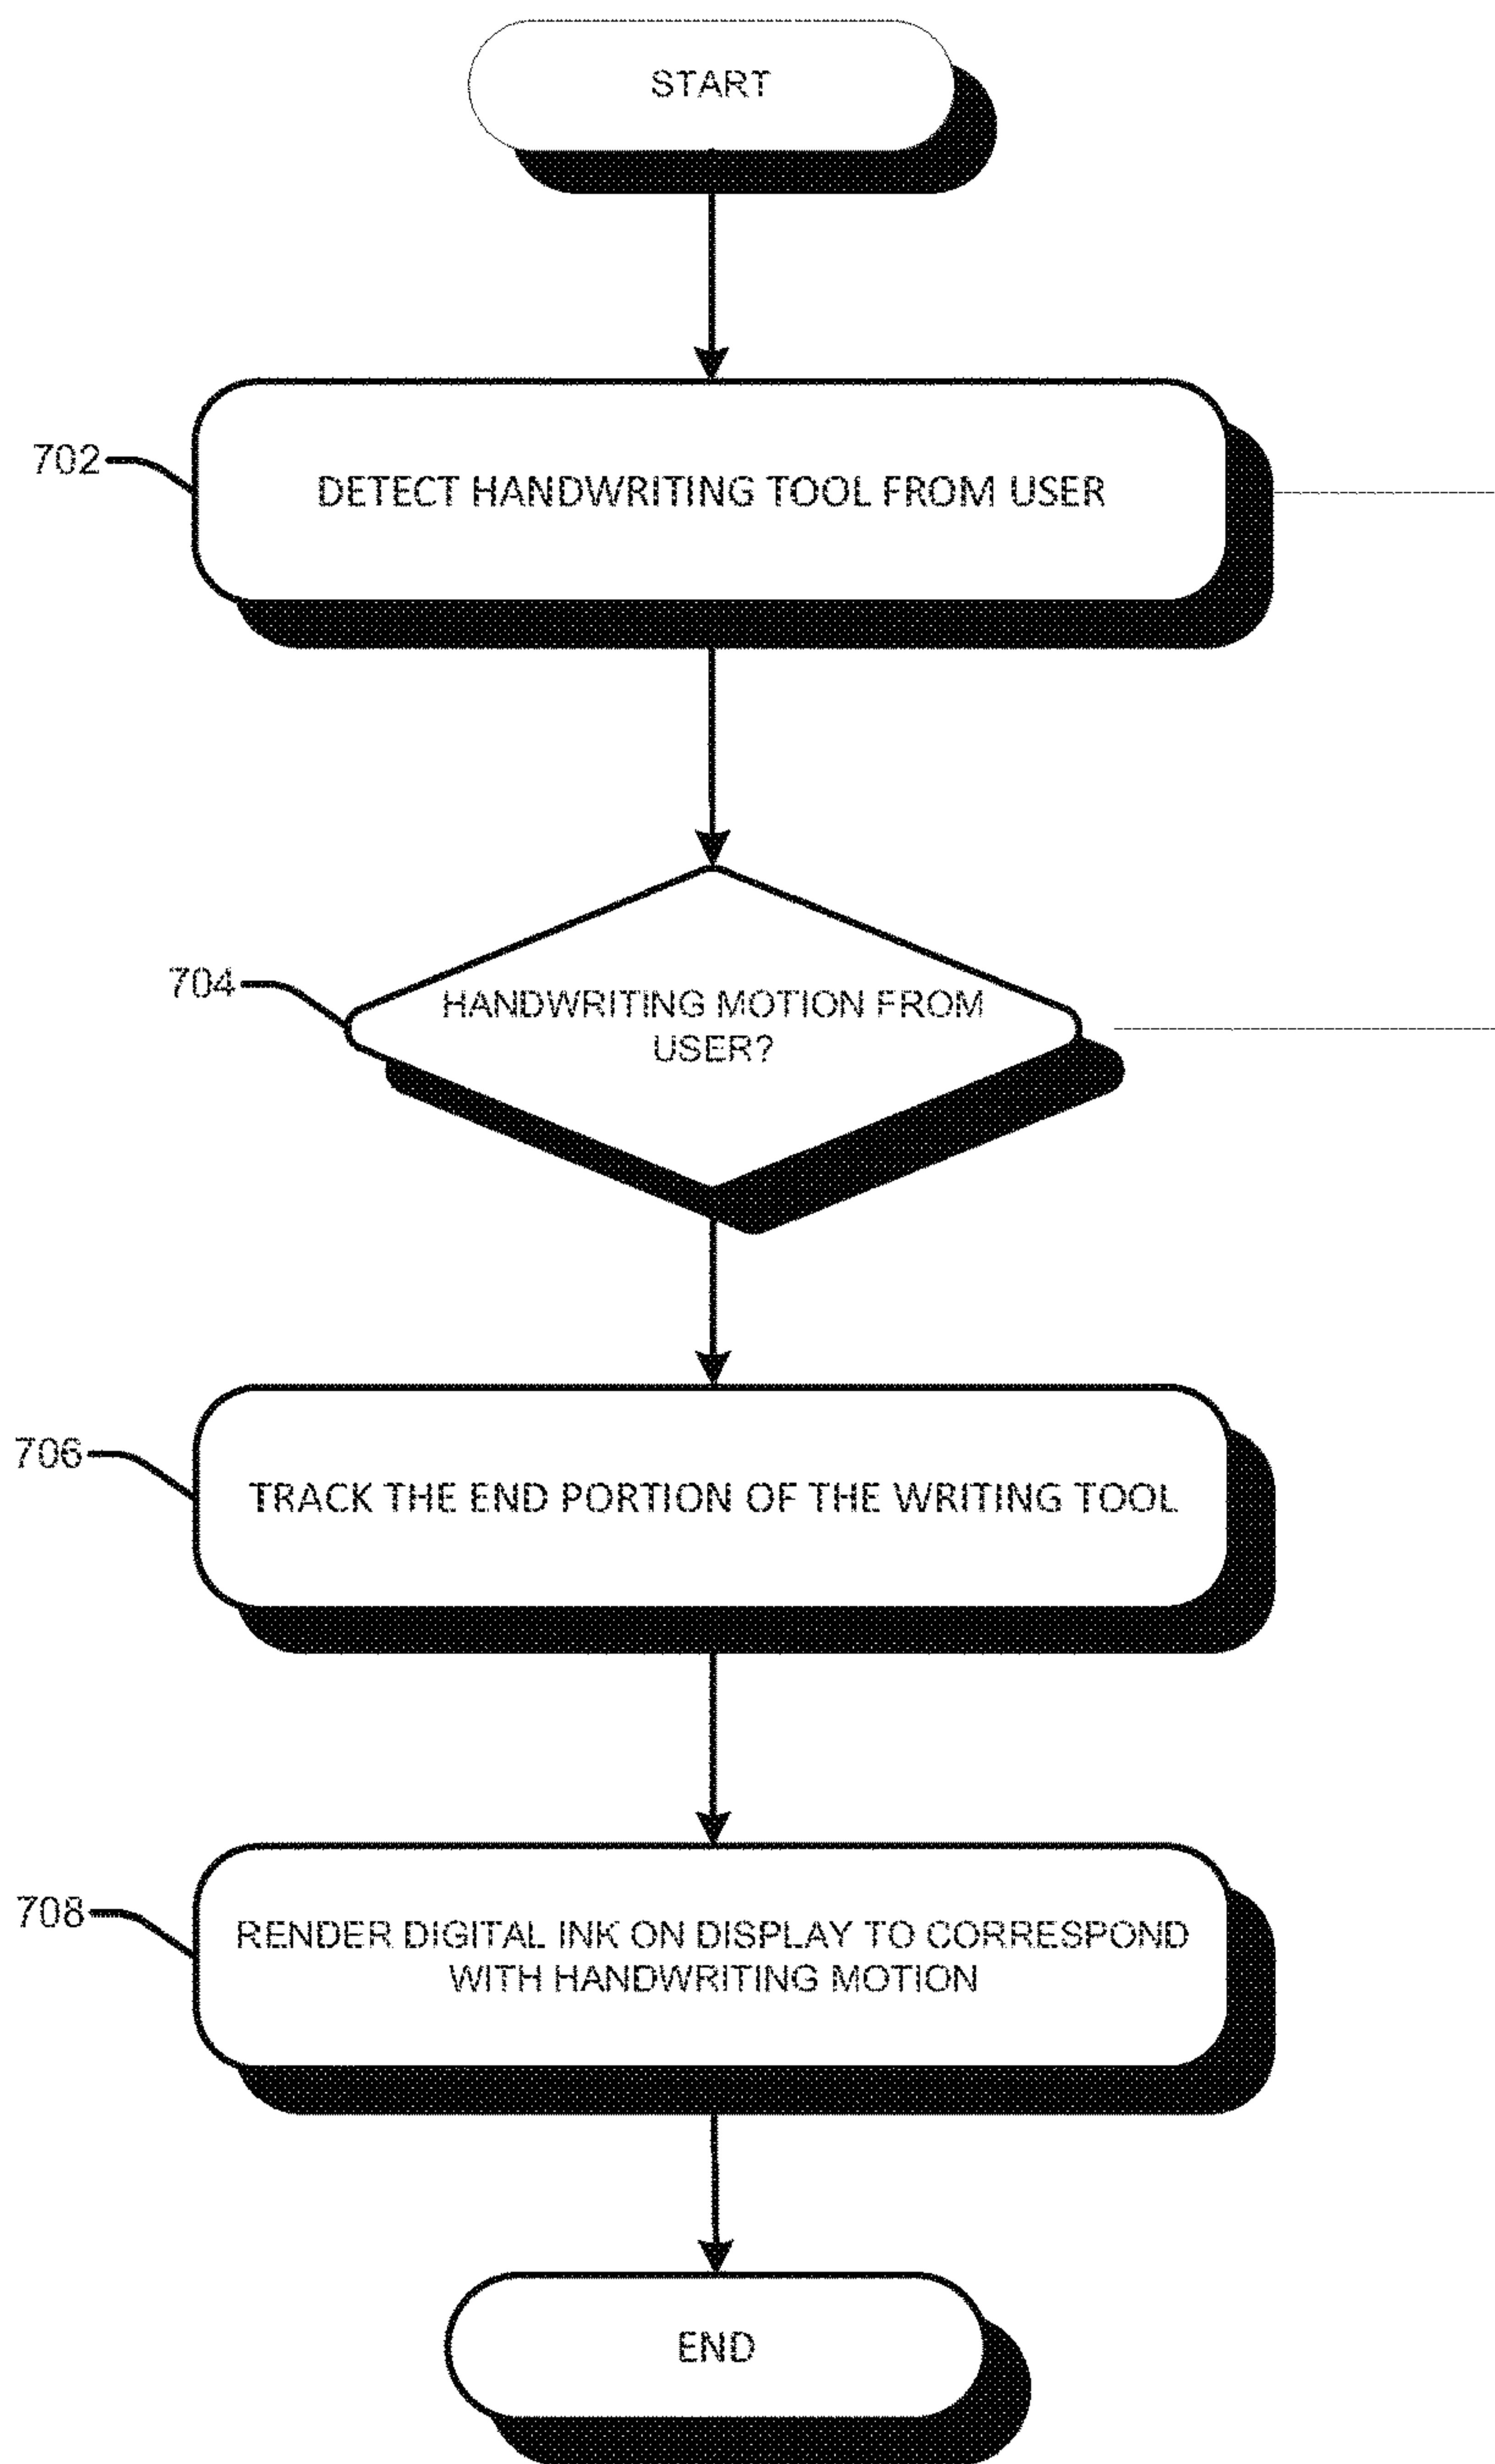 START
702
DETECT HANDWRITING TOOL FROM USER
704
HANDWRITING MOTION FROM
USER?
706
TRACK THE END PORTION OF THE WRITING TOOL
708
RENDER DIGITAL INK ON DISPLAY TO CORRESPOND
WITH HANDWRITING MOTION
END